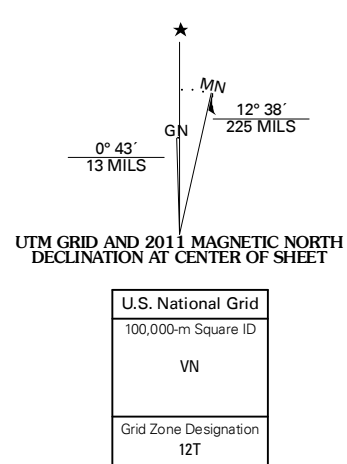 MN
12° 38´
225 MILS
GN
0° 43´
13 MILS
UTM GRID AND 2011 MAGNETIC NORTH
DECLINATION AT CENTER OF SHEET
U.S. National Grid
100,000-m Square ID
VN
Grid Zone Designation
12T